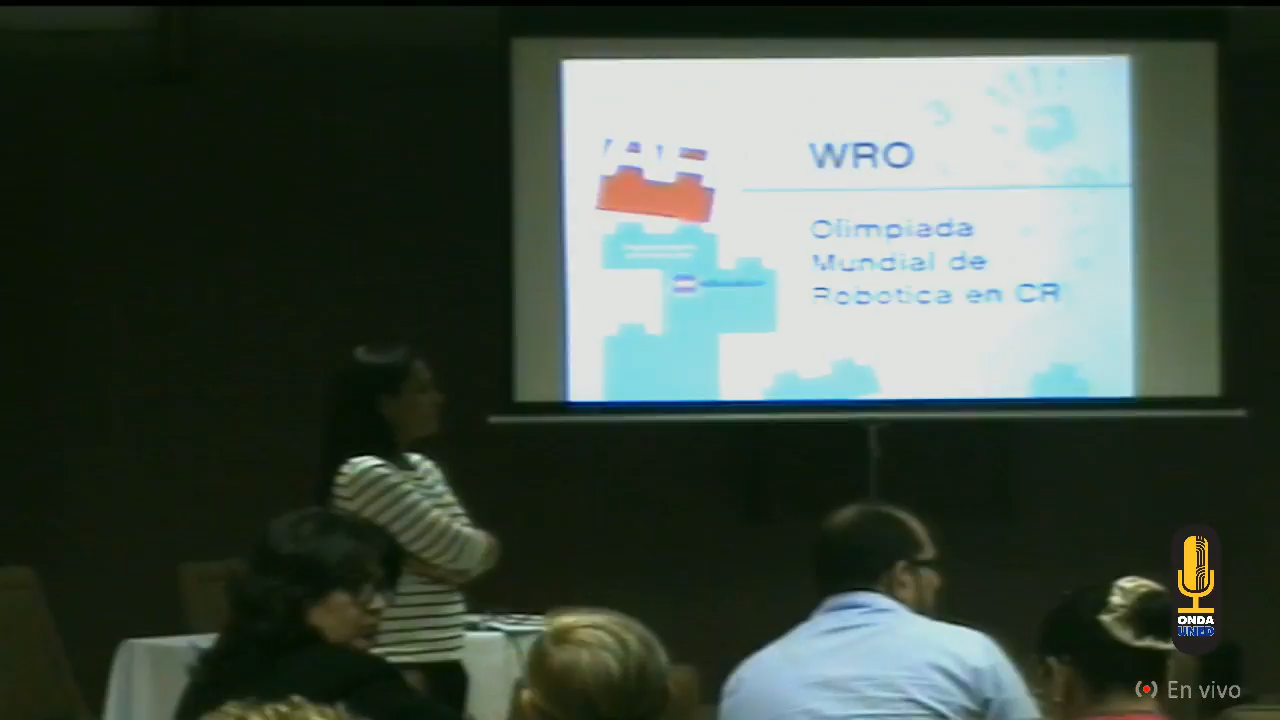 WRO
Olimpiada
Mundial de
Robotica en CR
ONDA
UNED
En vivo